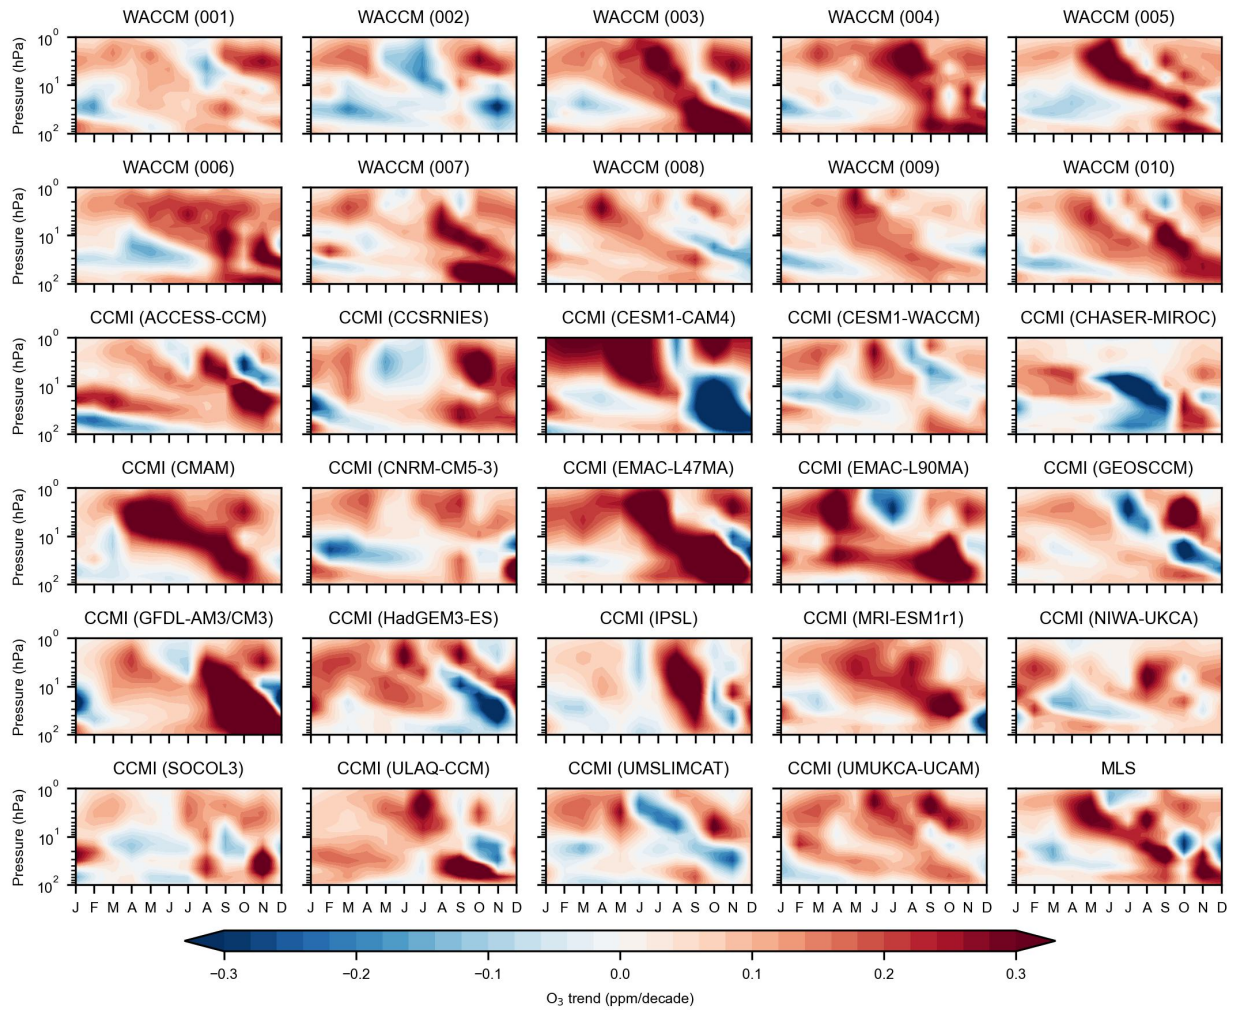 WACCM (001) WACCM (002) WACCM (003) WACCM (004) WACCM (005)
Pressure (hPa)
10⁰
10¹
10²
WACCM (006) WACCM (007) WACCM (008) WACCM (009) WACCM (010)
Pressure (hPa)
10⁰
10¹
10²
CCMI (ACCESS-CCM) CCMI (CCSRNIES) CCMI (CESM1-CAM4) CCMI (CESM1-WACCM) CCMI (CHASER-MIROC)
Pressure (hPa)
10⁰
10¹
10²
CCMI (CMAM) CCMI (CNRM-CM5-3) CCMI (EMAC-L47MA) CCMI (EMAC-L90MA) CCMI (GEOSCCM)
Pressure (hPa)
10⁰
10¹
10²
CCMI (GFDL-AM3/CM3) CCMI (HadGEM3-ES) CCMI (IPSL) CCMI (MRI-ESM1r1) CCMI (NIWA-UKCA)
Pressure (hPa)
10⁰
10¹
10²
CCMI (SOCOL3) CCMI (ULAQ-CCM) CCMI (UMSLIMCAT) CCMI (UMUKCA-UCAM) MLS
Pressure (hPa)
10⁰
10¹
10²
J F M A M J J A S O N D J F M A M J J A S O N D J F M A M J J A S O N D J F M A M J J A S O N D J F M A M J J A S O N D
−0.3 −0.2 −0.1 0.0 0.1 0.2 0.3
O₃ trend (ppm/decade)